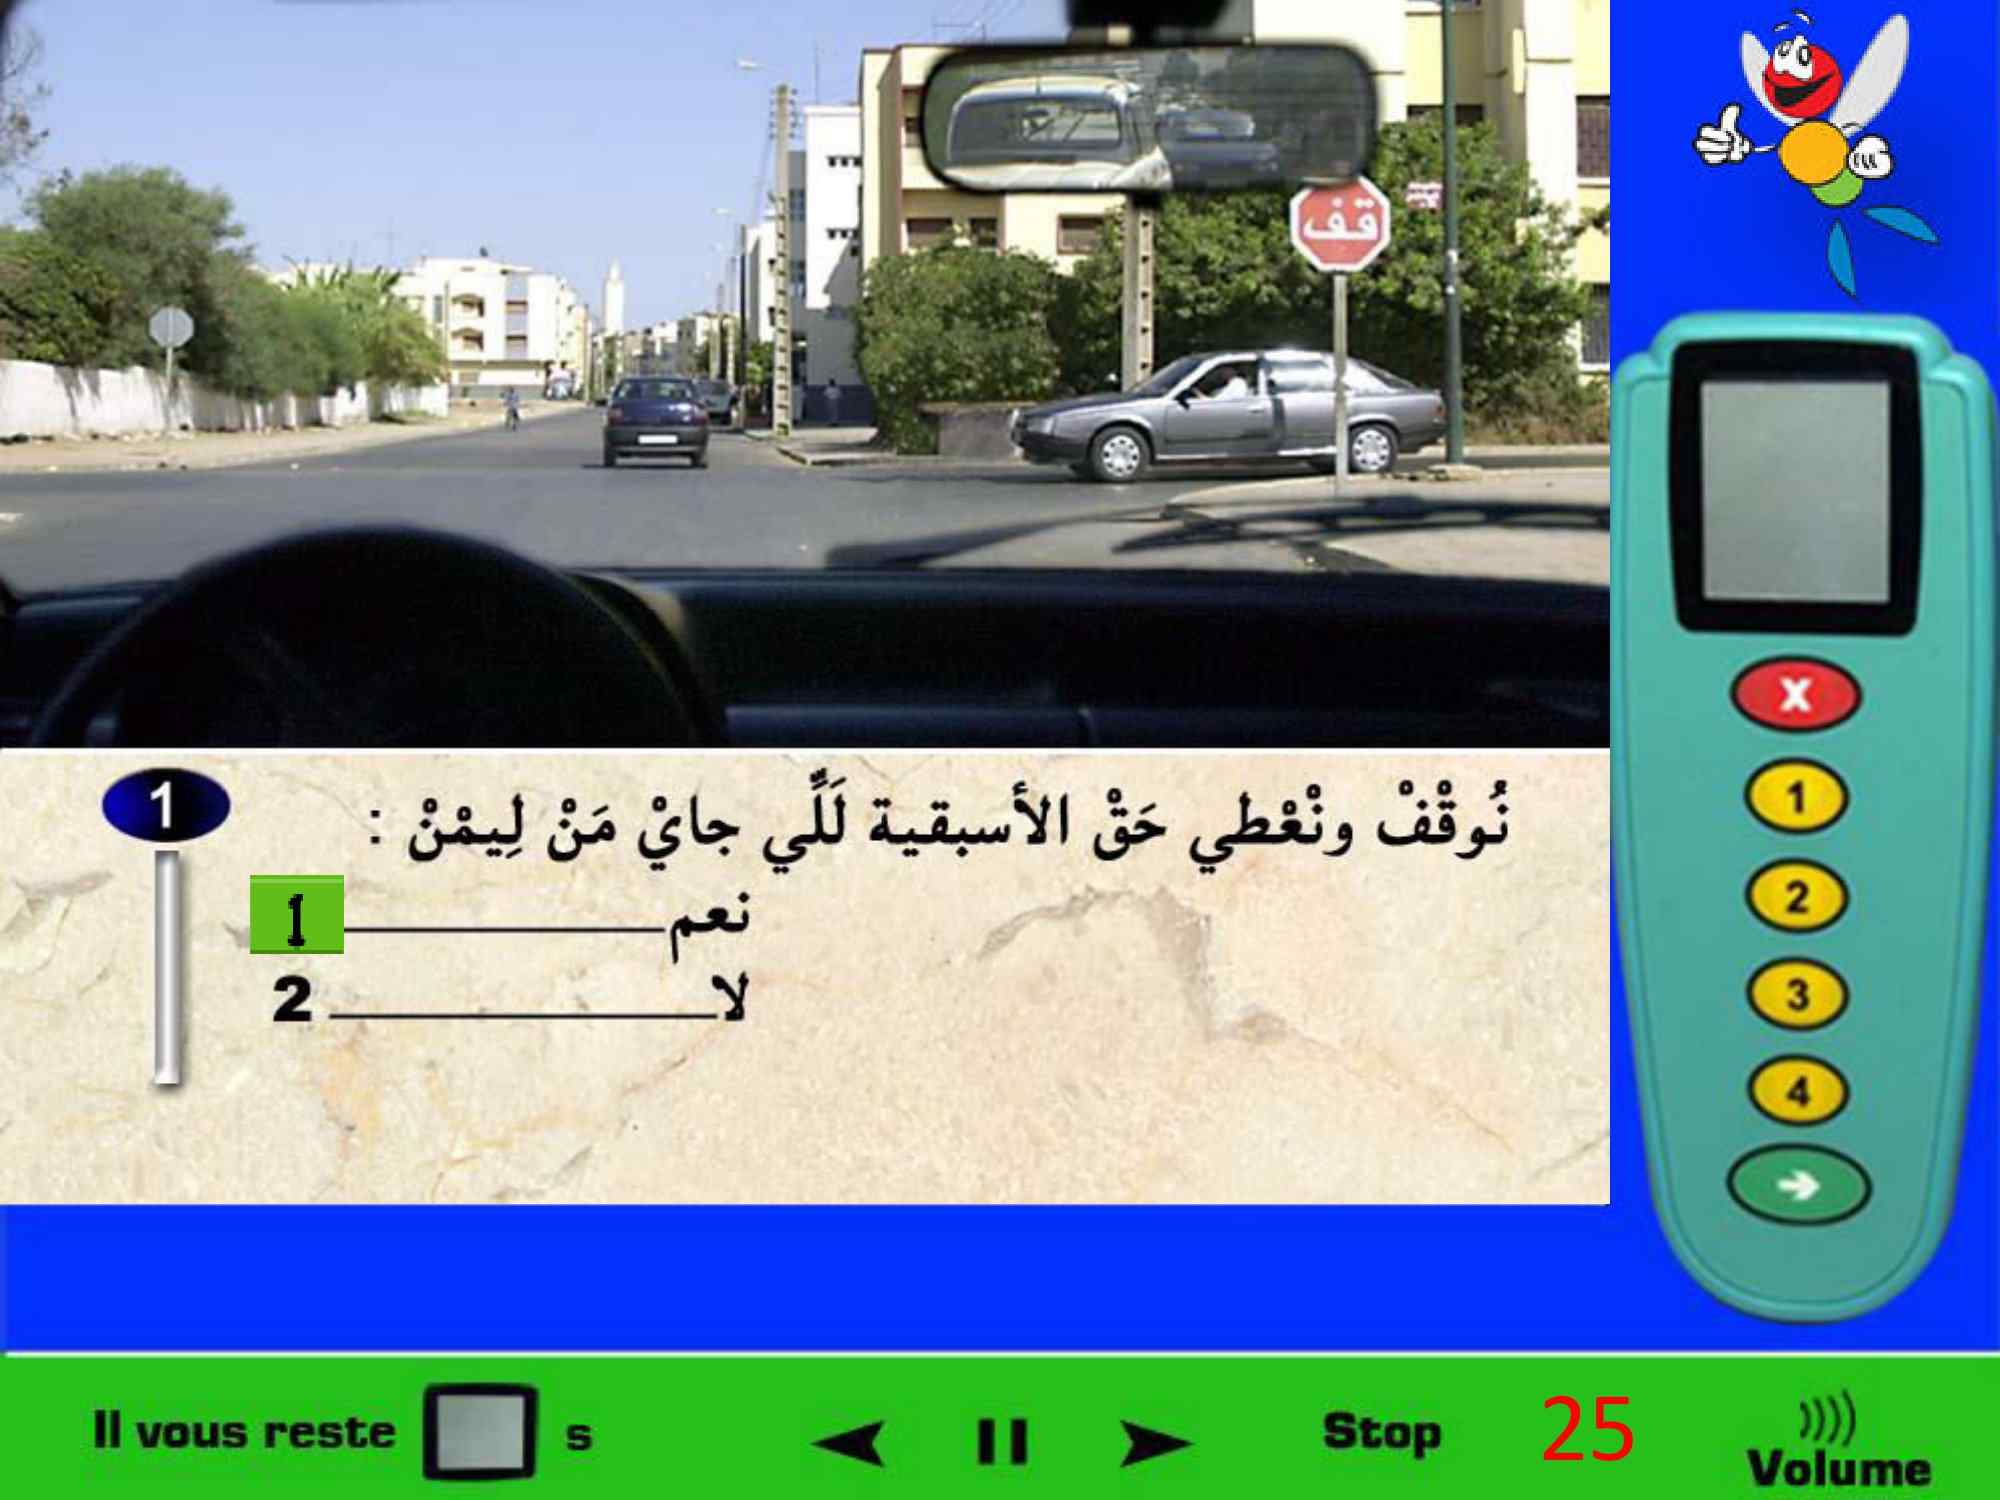 قف
1
نُوقْفْ ونْعْطي حَقْ الأسبقية لَلِّي جايْ مَنْ لِيمْنْ :
نعم 1
لا 2
X
1
2
3
4
Il vous reste s
Stop
25
Volume